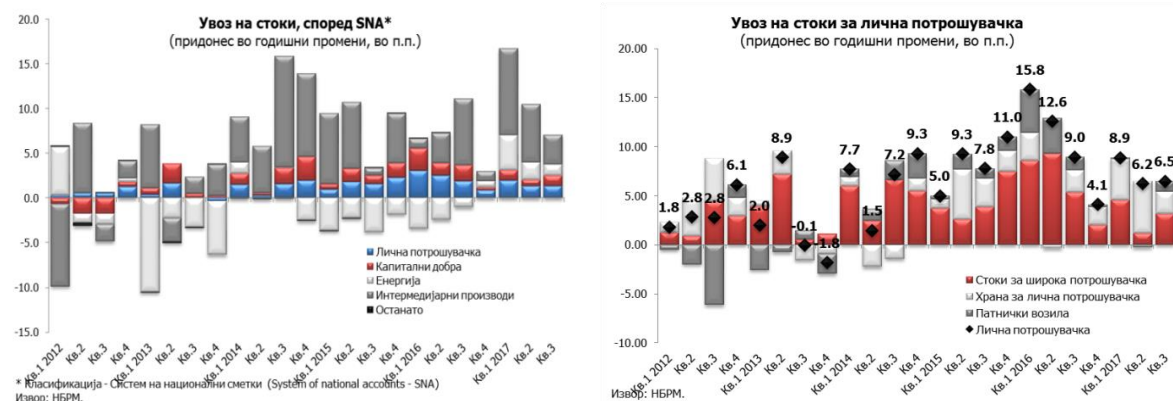 Увоз на стоки, според SNA*
(придонес во годишни промени, во п.п.)
20.0
15.0
10.0
5.0
0.0
-5.0
-10.0
-15.0
Лична потрошувачка
Капитални добра
Енергија
Интермедијарни производи
Останато
Кв.1 2012
Кв.2
Кв.3
Кв.4
Кв.1 2013
Кв.2
Кв.3
Кв.4
Кв.1 2014
Кв.2
Кв.3
Кв.4
Кв.1 2015
Кв.2
Кв.3
Кв.4
Кв.1 2016
Кв.2
Кв.3
Кв.4
Кв.1 2017
Кв.2
Кв.3
* Класификација - Систем на национални сметки (System of national accounts - SNA)
Извор: НБРМ.
Увоз на стоки за лична потрошувачка
(придонес во годишни промени, во п.п.)
20.00
15.00
10.00
5.00
0.00
-5.00
-10.00
1.8
2.8
2.8
6.1
2.0
8.9
-0.1
-1.8
7.7
1.5
7.2
9.3
5.0
9.3
7.8
11.0
15.8
12.6
9.0
4.1
8.9
6.2
6.5
Стоки за широка потрошувачка
Храна за лична потрошувачка
Патнички возила
Лична потрошувачка
Кв.1 2012
Кв.2
Кв.3
Кв.4
Кв.1 2013
Кв.2
Кв.3
Кв.4
Кв.1 2014
Кв.2
Кв.3
Кв.4
Кв.1 2015
Кв.2
Кв.3
Кв.4
Кв.1 2016
Кв.2
Кв.3
Кв.4
Кв.1 2017
Кв.2
Кв.3
Извор: НБРМ.